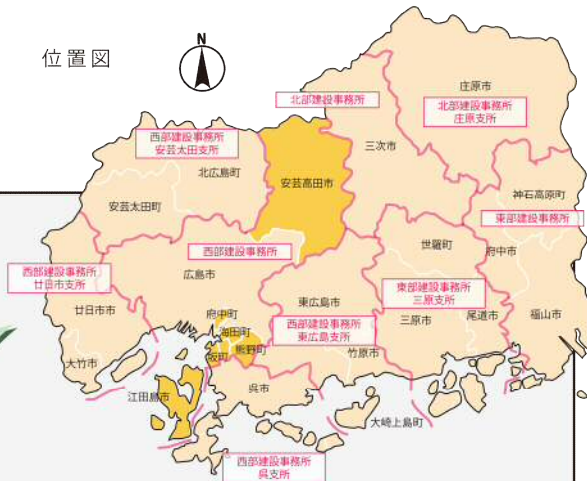 位置図
N
庄原市
北部建設事務所
北部建設事務所
庄原支所
西部建設事務所
安芸太田支所
三次市
北広島町
安芸高田市
神石高原町
安芸太田町
東部建設事務所
世羅町
府中市
西部建設事務所
西部建設事務所
廿日市支所
広島市
東部建設事務所
三原支所
廿日市市
東広島市
府中町
海田町
西部建設事務所
東広島支所
三原市
尾道市
福山市
坂町
熊野町
竹原市
大竹市
呉市
江田島市
大崎上島町
西部建設事務所
呉支所